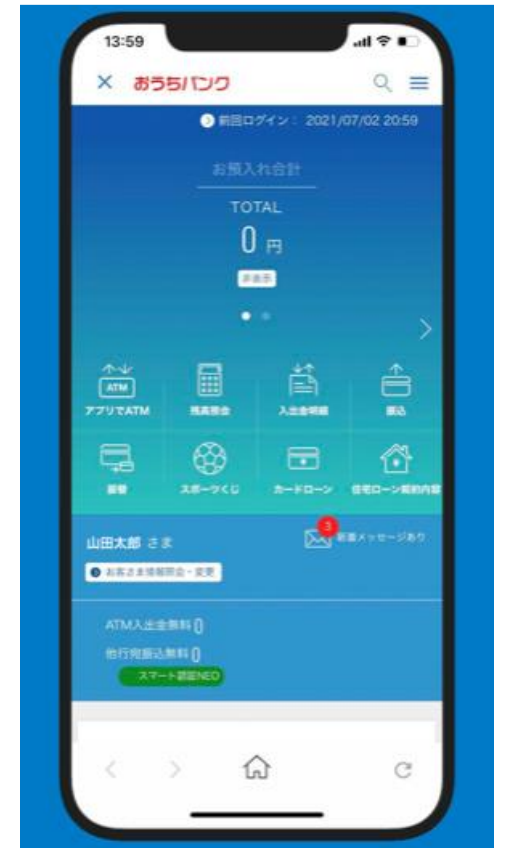 13:59
おうちバンク
前回ログイン： 2021/07/02 20:59
お預入れ合計
TOTAL
0 円
非表示
アプリでATM 残高照会 入出金明細 振込
ATM
振替 スポーツくじ カードローン 住宅ローン契約内容
3
山田太郎 さま 新着メッセージあり
お客さま情報照会・変更
ATM入出金無料 0
他行宛振込無料 0
スマート認証NEO